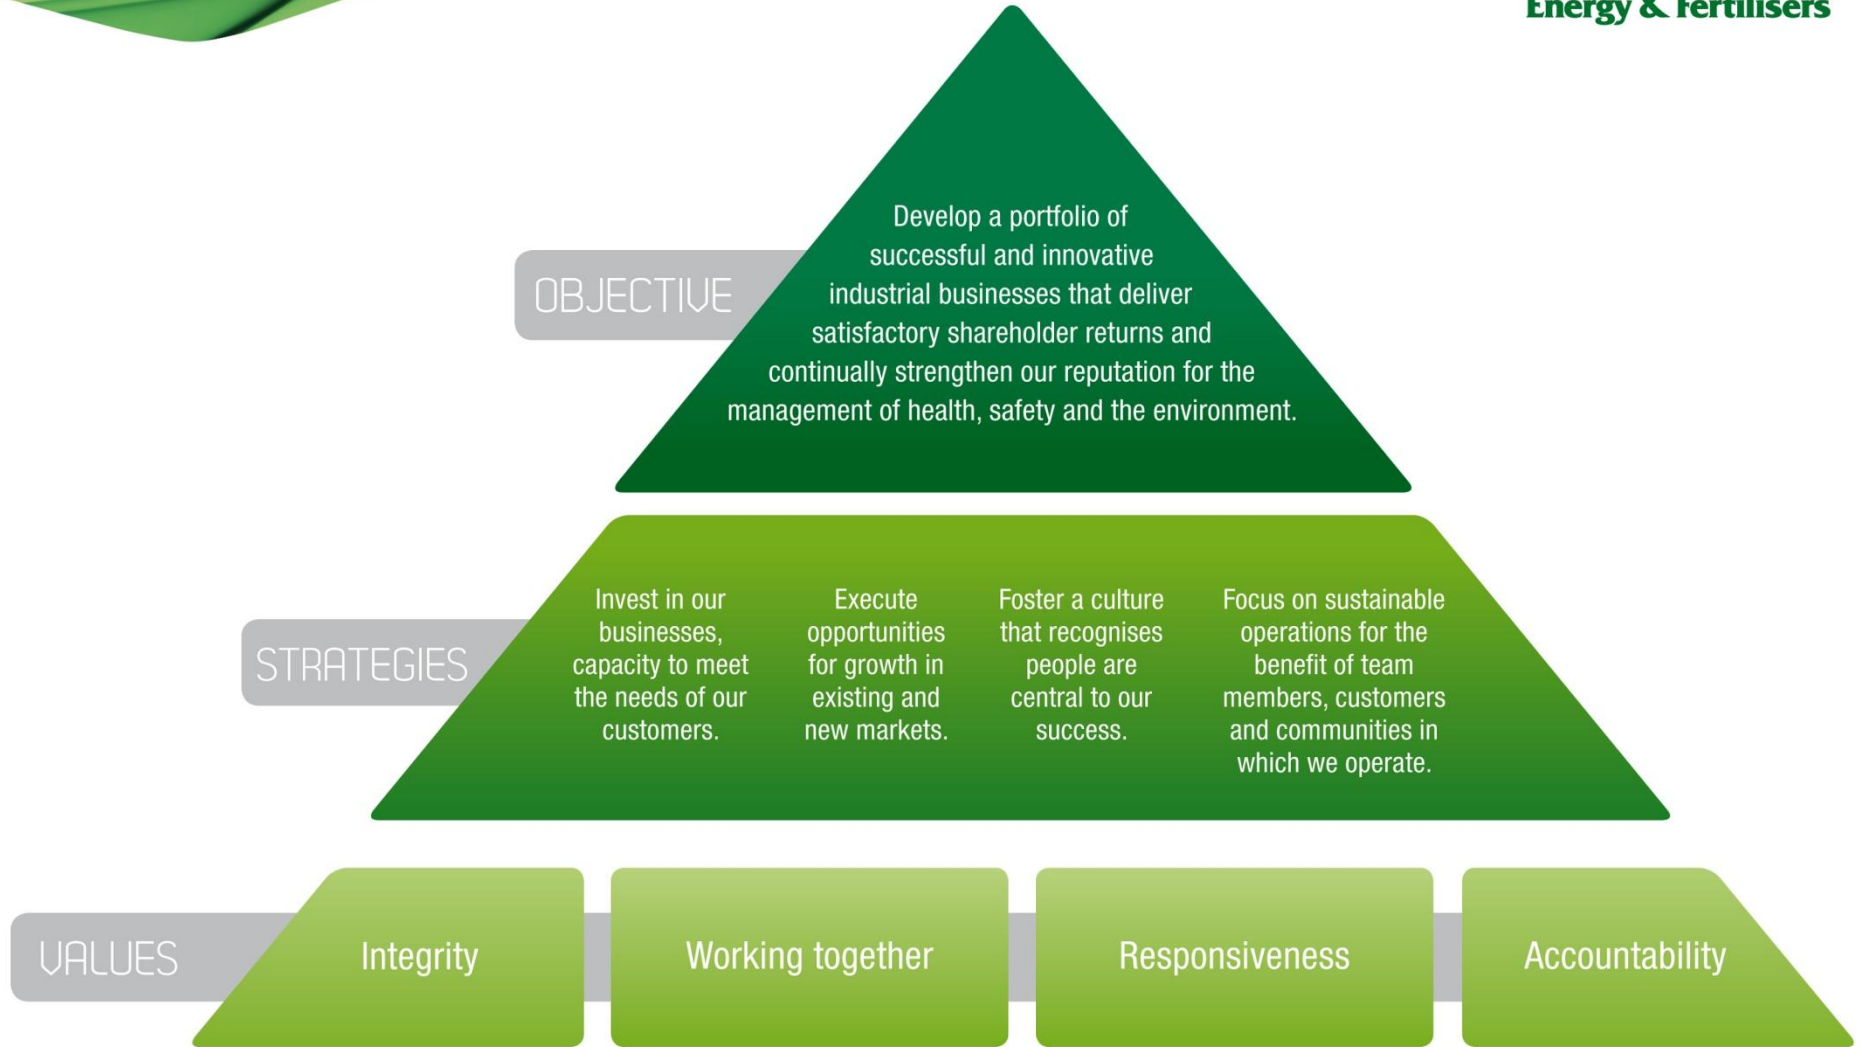 Energy & Fertilisers
OBJECTIVE
Develop a portfolio of
successful and innovative
industrial businesses that deliver
satisfactory shareholder returns and
continually strengthen our reputation for the
management of health, safety and the environment.
STRATEGIES
Invest in our
businesses,
capacity to meet
the needs of our
customers.
Execute
opportunities
for growth in
existing and
new markets.
Foster a culture
that recognises
people are
central to our
success.
Focus on sustainable
operations for the
benefit of team
members, customers
and communities in
which we operate.
VALUES
Integrity
Working together
Responsiveness
Accountability